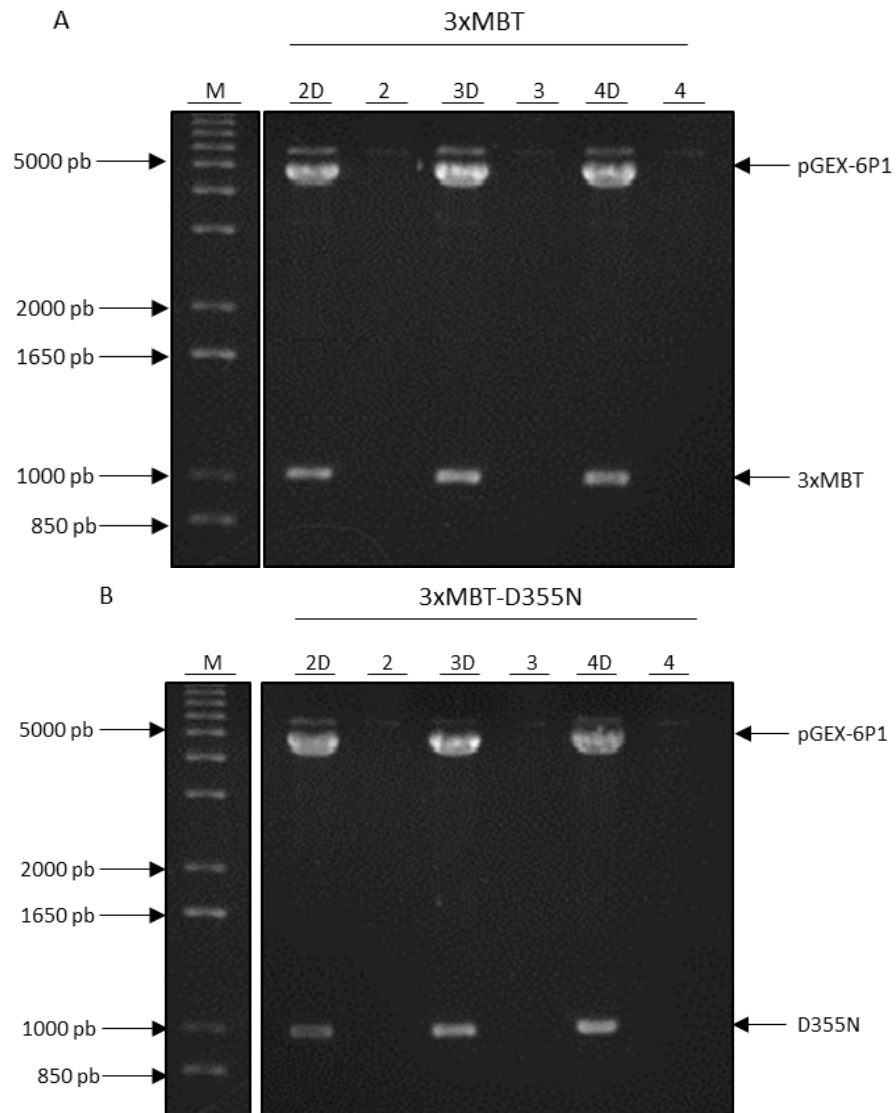 A
3xMBT
M 2D 2 3D 3 4D 4
5000 pb
pGEX-6P1
2000 pb
1650 pb
1000 pb
3xMBT
850 pb
B
3xMBT-D355N
M 2D 2 3D 3 4D 4
5000 pb
pGEX-6P1
2000 pb
1650 pb
1000 pb
D355N
850 pb